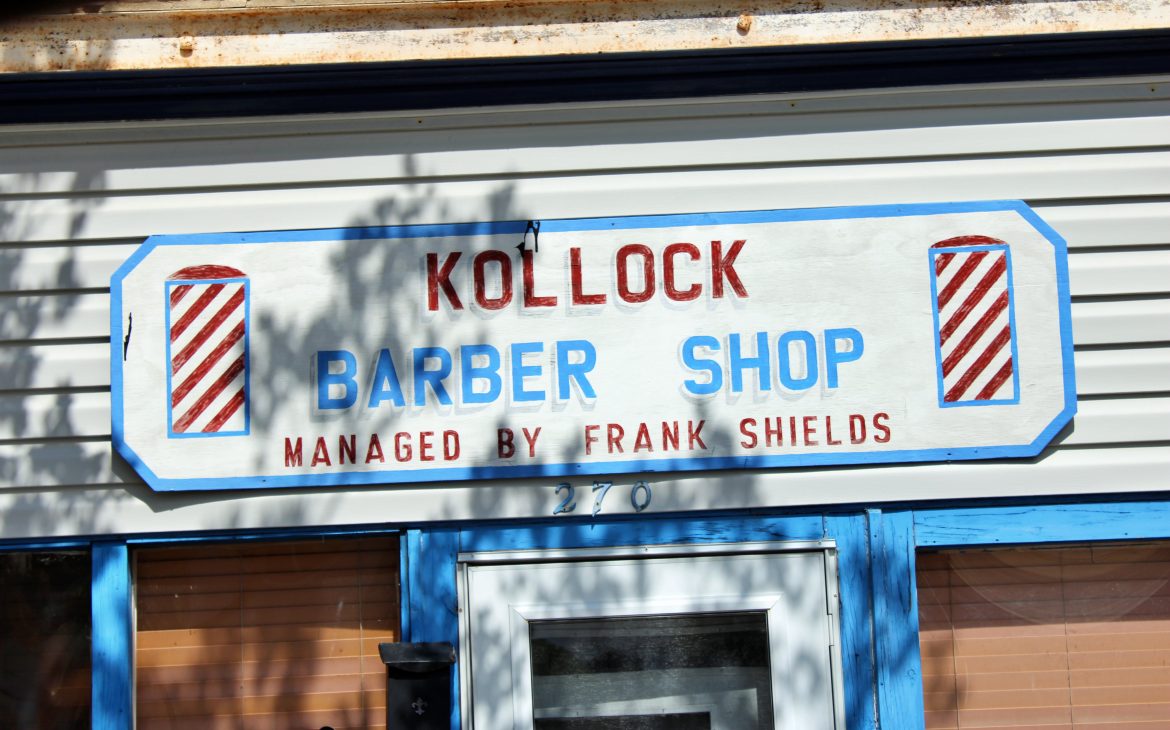 KOLLOCK
BARBER SHOP
MANAGED BY FRANK SHIELDS
270